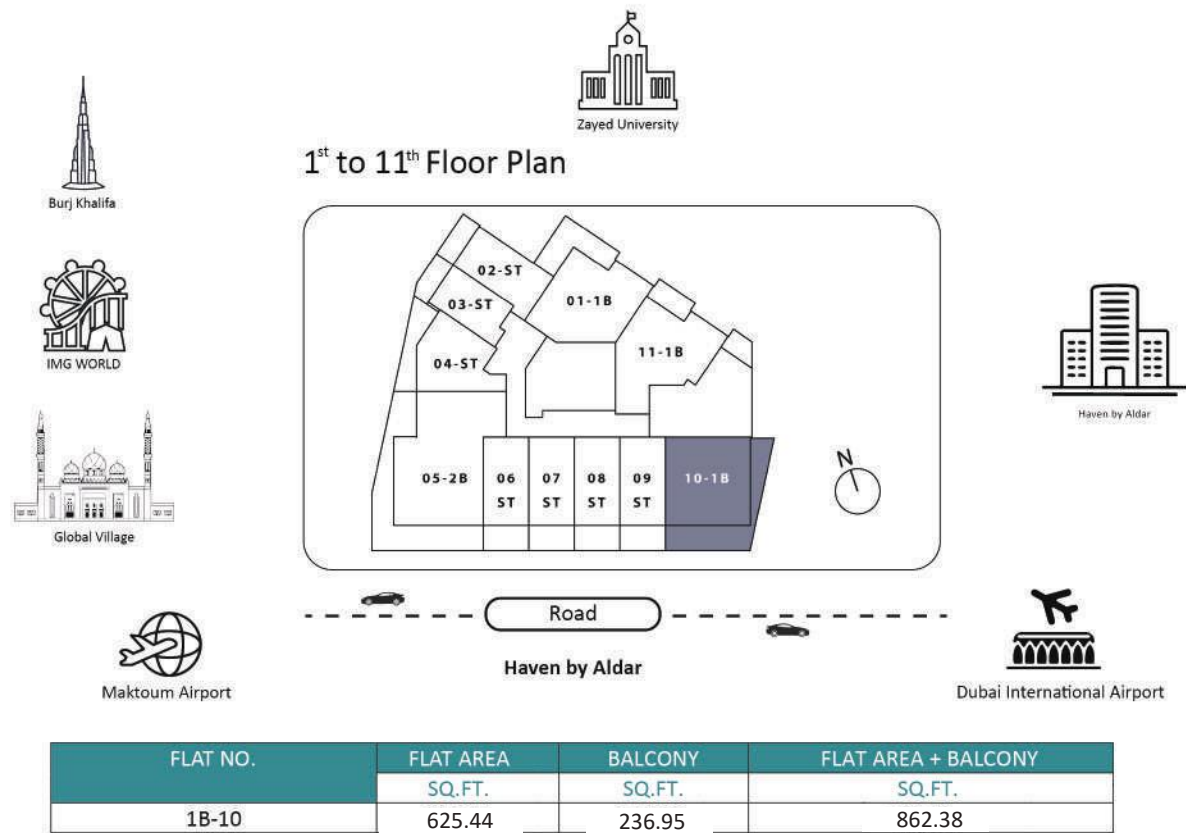 Zayed University
Burj Khalifa
1st to 11th Floor Plan
IMG WORLD
02-ST
03-ST
01-1B
04-ST
11-1B
Haven by Aldar
Global Village
05-2B
06
ST
07
ST
08
ST
09
ST
10-1B
N
Road
Haven by Aldar
Maktoum Airport
Dubai International Airport
FLAT NO. FLAT AREA BALCONY FLAT AREA + BALCONY
SQ.FT. SQ.FT. SQ.FT.
1B-10 625.44 236.95 862.38